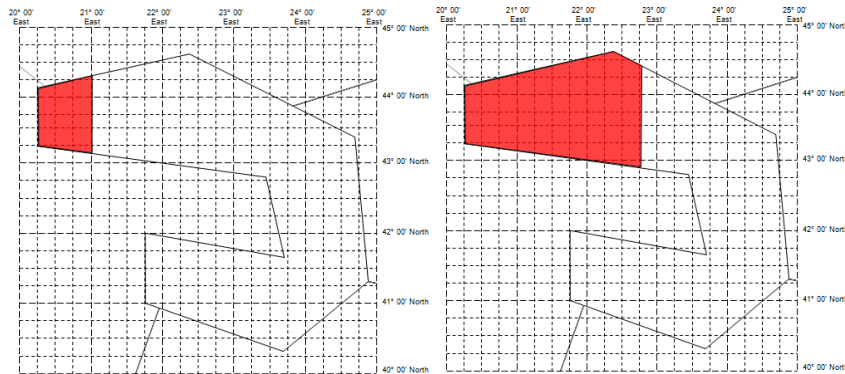 20° 00' 21° 00' 22° 00' 23° 00' 24° 00' 25° 00'
East East East East East East
45° 00' North
44° 00' North
43° 00' North
42° 00' North
41° 00' North
40° 00' North
20° 00' 21° 00' 22° 00' 23° 00' 24° 00' 25° 00'
East East East East East East
45° 00' North
44° 00' North
43° 00' North
42° 00' North
41° 00' North
40° 00' North